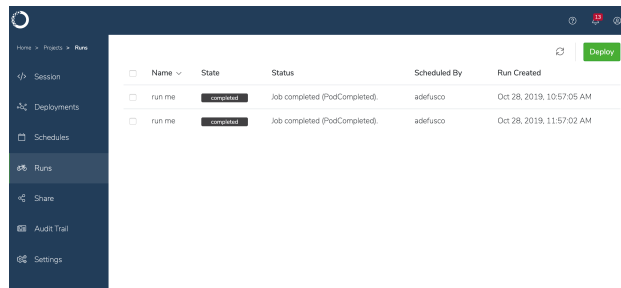 13
Home > Projects > Runs
Deploy
</> Session
Name State Status Scheduled By Run Created
run me completed Job completed (PodCompleted). adefusco Oct 28, 2019, 10:57:05 AM
Deployments
run me completed Job completed (PodCompleted). adefusco Oct 28, 2019, 11:57:02 AM
Schedules
Runs
Share
Audit Trail
Settings